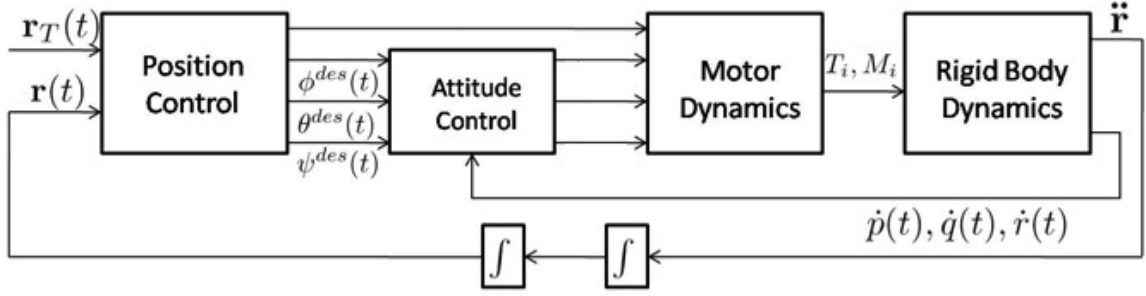 𝐫_T(t)
𝐫(t)
Position
Control
ϕ^{des}(t)
θ^{des}(t)
ψ^{des}(t)
Attitude
Control
Motor
Dynamics
T_i, M_i
Rigid Body
Dynamics
𝐫̈
ṗ(t), q̇(t), ṙ(t)
∫
∫